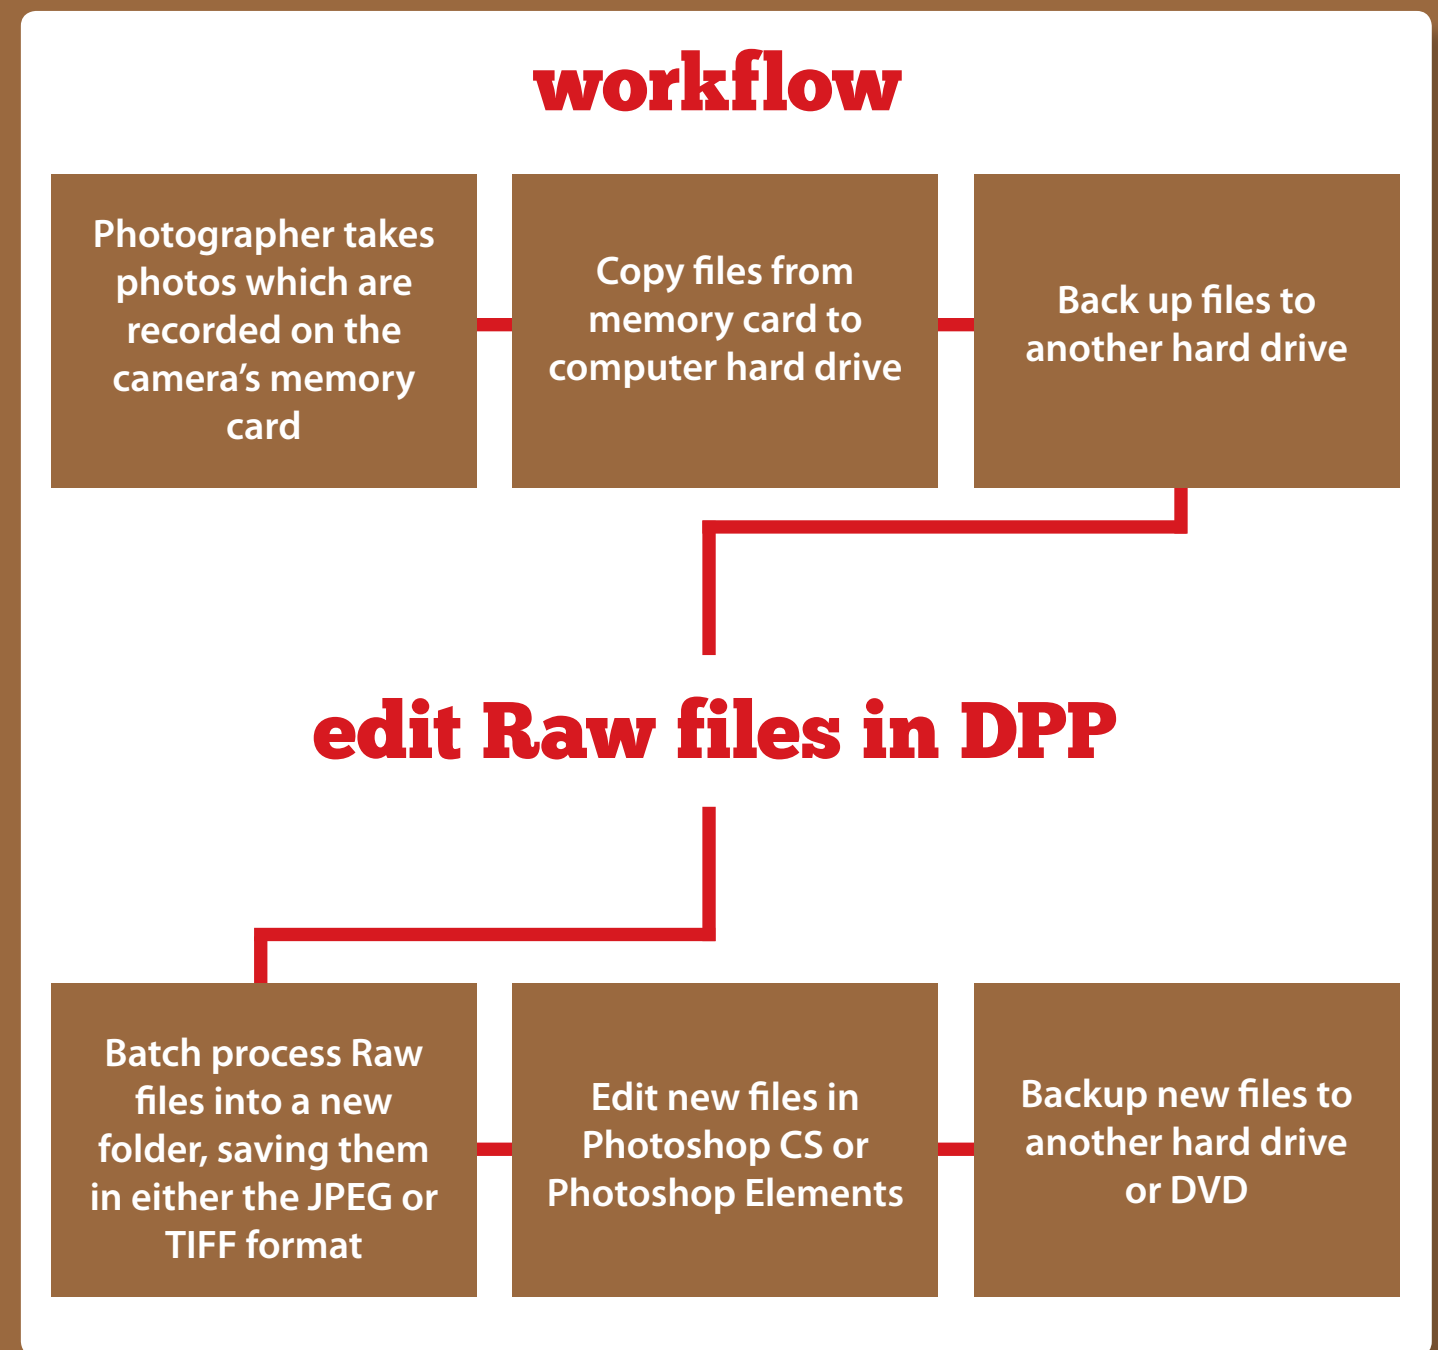 workflow
Photographer takes
photos which are
recorded on the
camera’s memory
card
Copy files from
memory card to
computer hard drive
Back up files to
another hard drive
edit Raw files in DPP
Batch process Raw
files into a new
folder, saving them
in either the JPEG or
TIFF format
Edit new files in
Photoshop CS or
Photoshop Elements
Backup new files to
another hard drive
or DVD